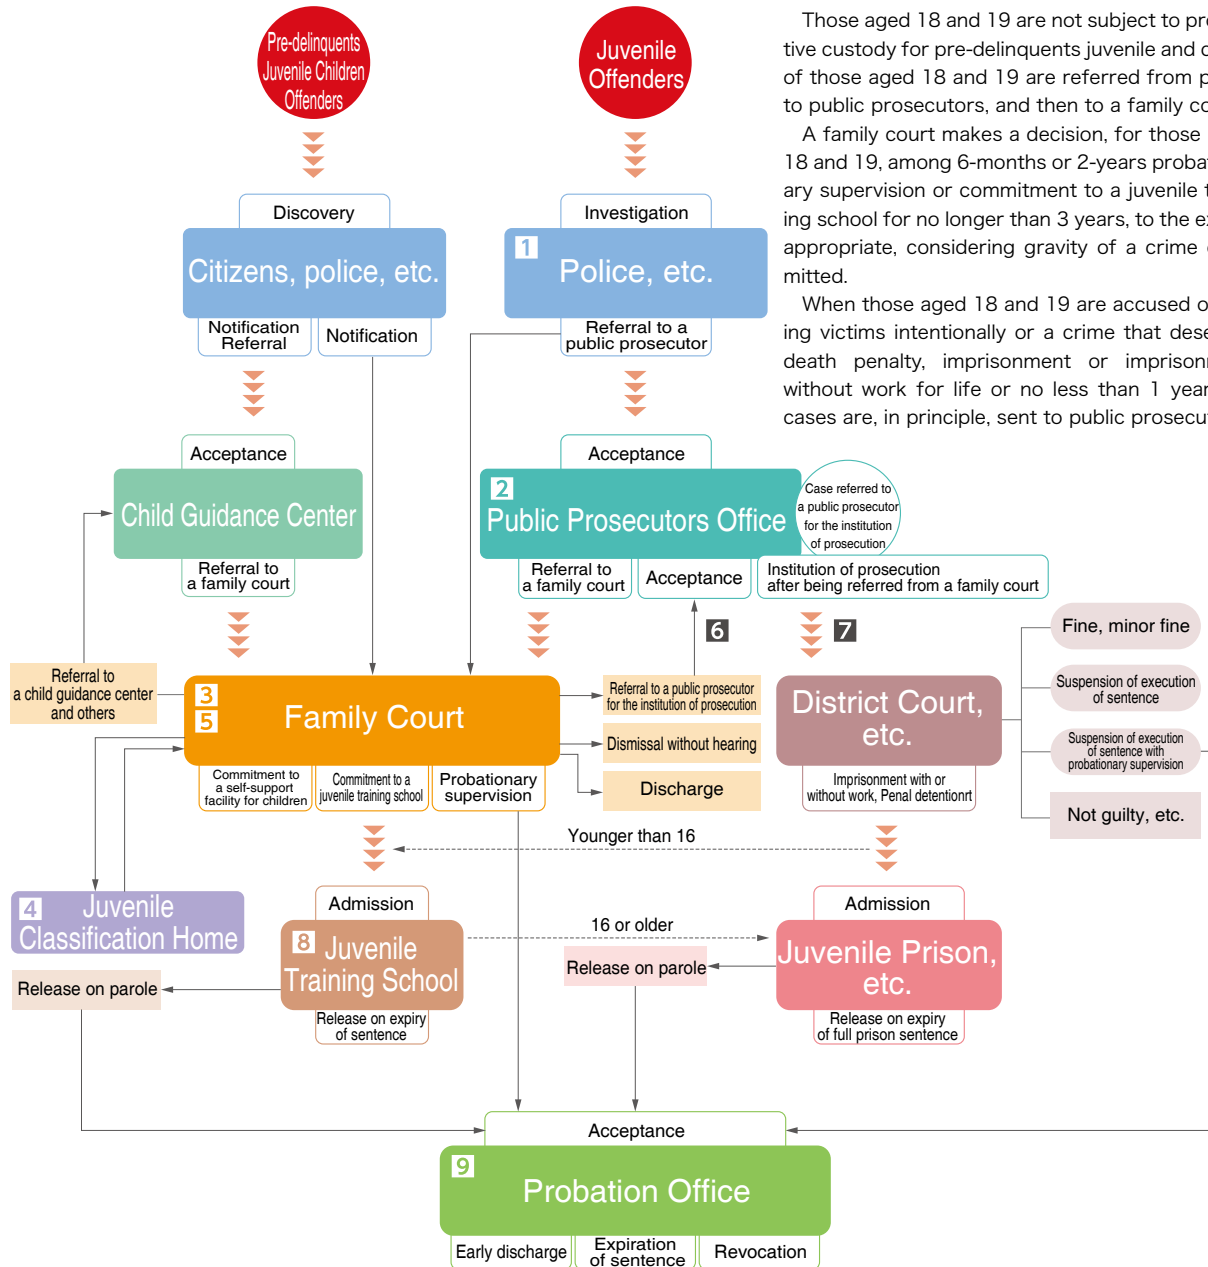 Pre-delinquents
Juvenile Children
Offenders
Juvenile
Offenders
Those aged 18 and 19 are not subject to pro
tive custody for pre-delinquents juvenile and c
of those aged 18 and 19 are referred from p
to public prosecutors, and then to a family co
A family court makes a decision, for those
18 and 19, among 6-months or 2-years probat
ary supervision or commitment to a juvenile t
ing school for no longer than 3 years, to the ex
appropriate, considering gravity of a crime
mitted.
When those aged 18 and 19 are accused o
ing victims intentionally or a crime that dese
death penalty, imprisonment or imprison
without work for life or no less than 1 year
cases are, in principle, sent to public prosecut
Discovery
Citizens, police, etc.
Notification
Referral
Notification
Investigation
1
Police, etc.
Referral to a
public prosecutor
Acceptance
Child Guidance Center
Referral to
a family court
Acceptance
2
Public Prosecutors Office
Case referred to
a public prosecutor
for the institution
of prosecution
Referral to
a family court
Acceptance
Institution of prosecution
after being referred from a family court
6
7
Referral to
a child guidance center
and others
3
5
Family Court
Commitment to
a self-support
facility for children
Commitment to a
juvenile training school
Probationary
supervision
Referral to a public prosecutor
for the institution of prosecution
Dismissal without hearing
Discharge
District Court,
etc.
Imprisonment with or
without work, Penal detentionrt
Fine, minor fine
Suspension of execution
of sentence
Suspension of execution
of sentence with
probationary supervision
Not guilty, etc.
Younger than 16
4
Juvenile
Classification Home
Release on parole
Admission
8
Juvenile
Training School
Release on expiry
of sentence
16 or older
Release on parole
Admission
Juvenile Prison,
etc.
Release on expiry
of full prison sentence
Acceptance
9
Probation Office
Early discharge
Expiration
of sentence
Revocation